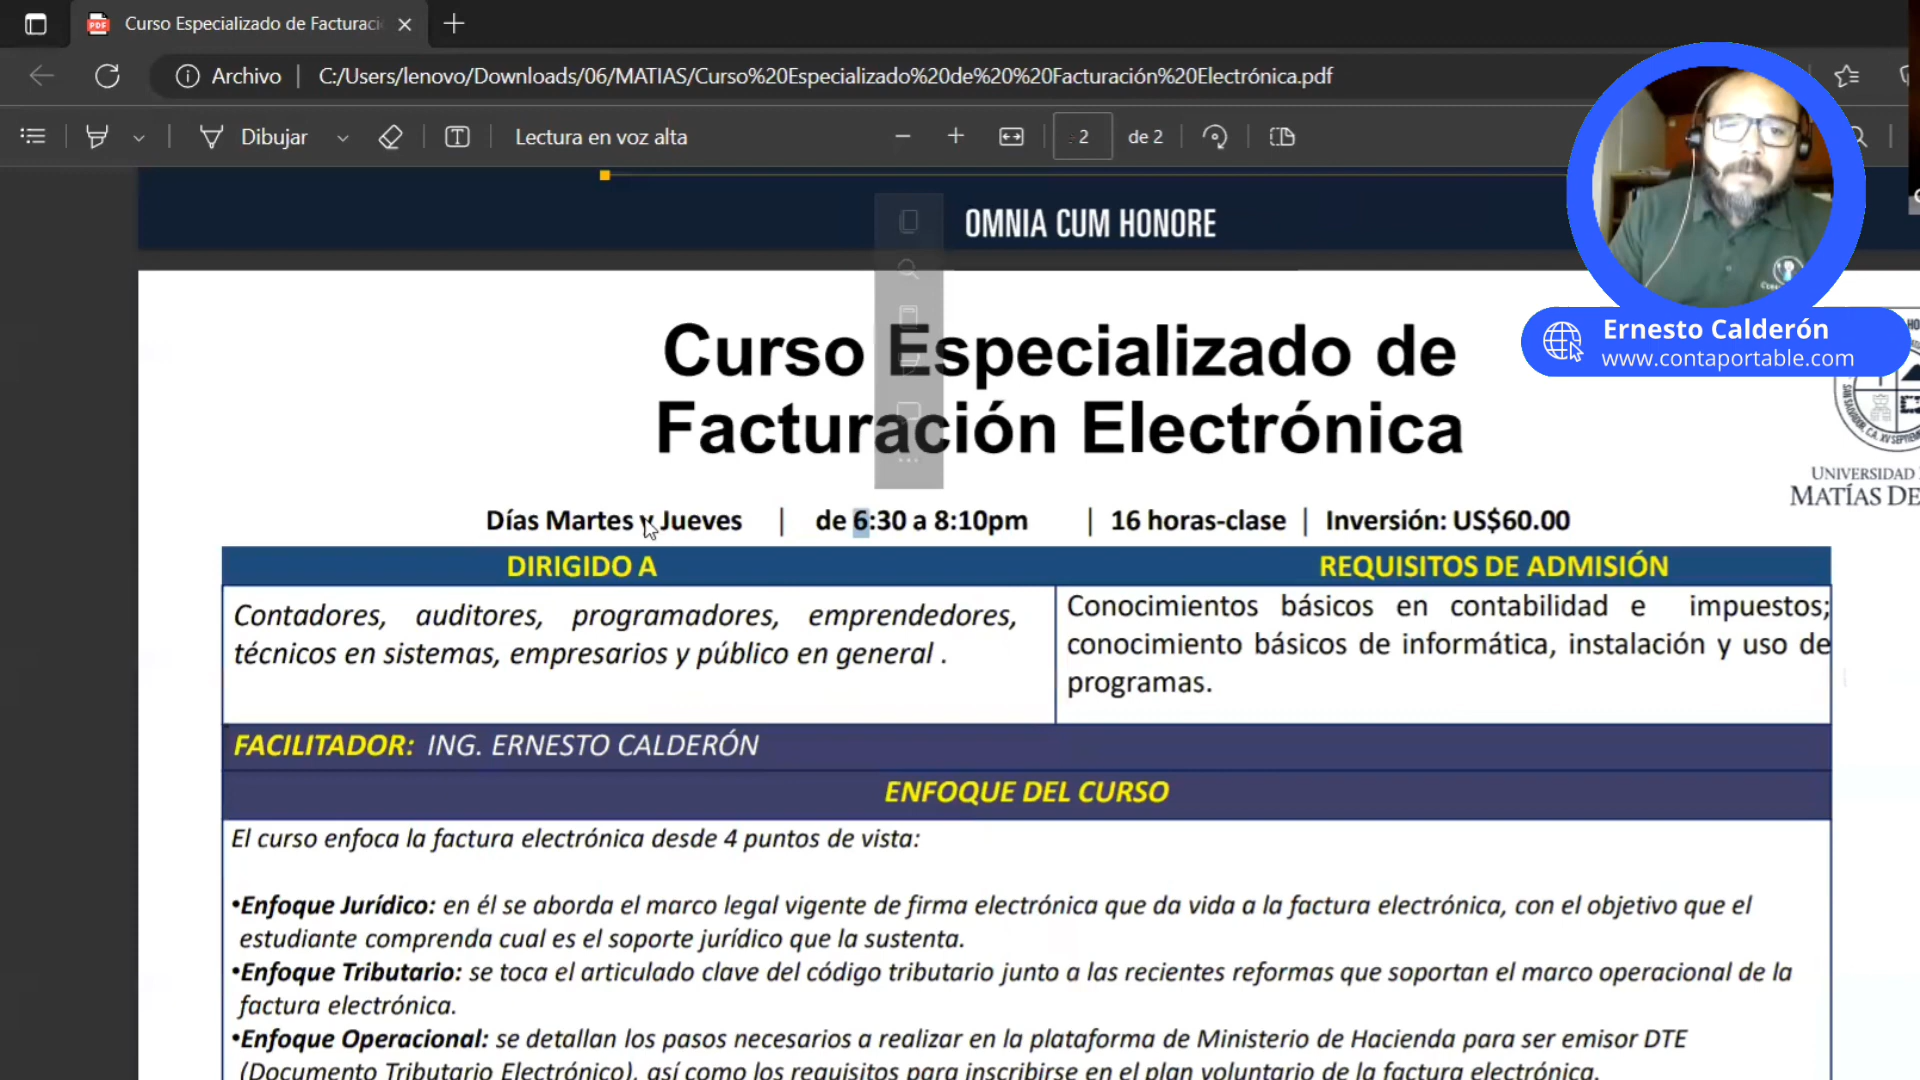 Curso Especializado de Facturaci
Archivo
C:/Users/lenovo/Downloads/06/MATIAS/Curso%20Especializado%20de%20%20Facturación%20Electrónica.pdf
Dibujar
Lectura en voz alta
2
de 2
OMNIA CUM HONORE
Ernesto Calderón
www.contaportable.com
Curso Especializado de
Facturación Electrónica
UNIVERSIDAD
MATÍAS DE
Días Martes y Jueves | de 6:30 a 8:10pm | 16 horas-clase | Inversión: US$60.00
DIRIGIDO A
REQUISITOS DE ADMISIÓN
Contadores, auditores, programadores, emprendedores,
técnicos en sistemas, empresarios y público en general .
Conocimientos básicos en contabilidad e impuestos;
conocimiento básicos de informática, instalación y uso de
programas.
FACILITADOR: ING. ERNESTO CALDERÓN
ENFOQUE DEL CURSO
El curso enfoca la factura electrónica desde 4 puntos de vista:
•Enfoque Jurídico: en él se aborda el marco legal vigente de firma electrónica que da vida a la factura electrónica, con el objetivo que el
estudiante comprenda cual es el soporte jurídico que la sustenta.
•Enfoque Tributario: se toca el articulado clave del código tributario junto a las recientes reformas que soportan el marco operacional de la
factura electrónica.
•Enfoque Operacional: se detallan los pasos necesarios a realizar en la plataforma de Ministerio de Hacienda para ser emisor DTE
(Documento Tributario Electrónico), así como los requisitos para inscribirse en el plan voluntario de la factura electrónica.